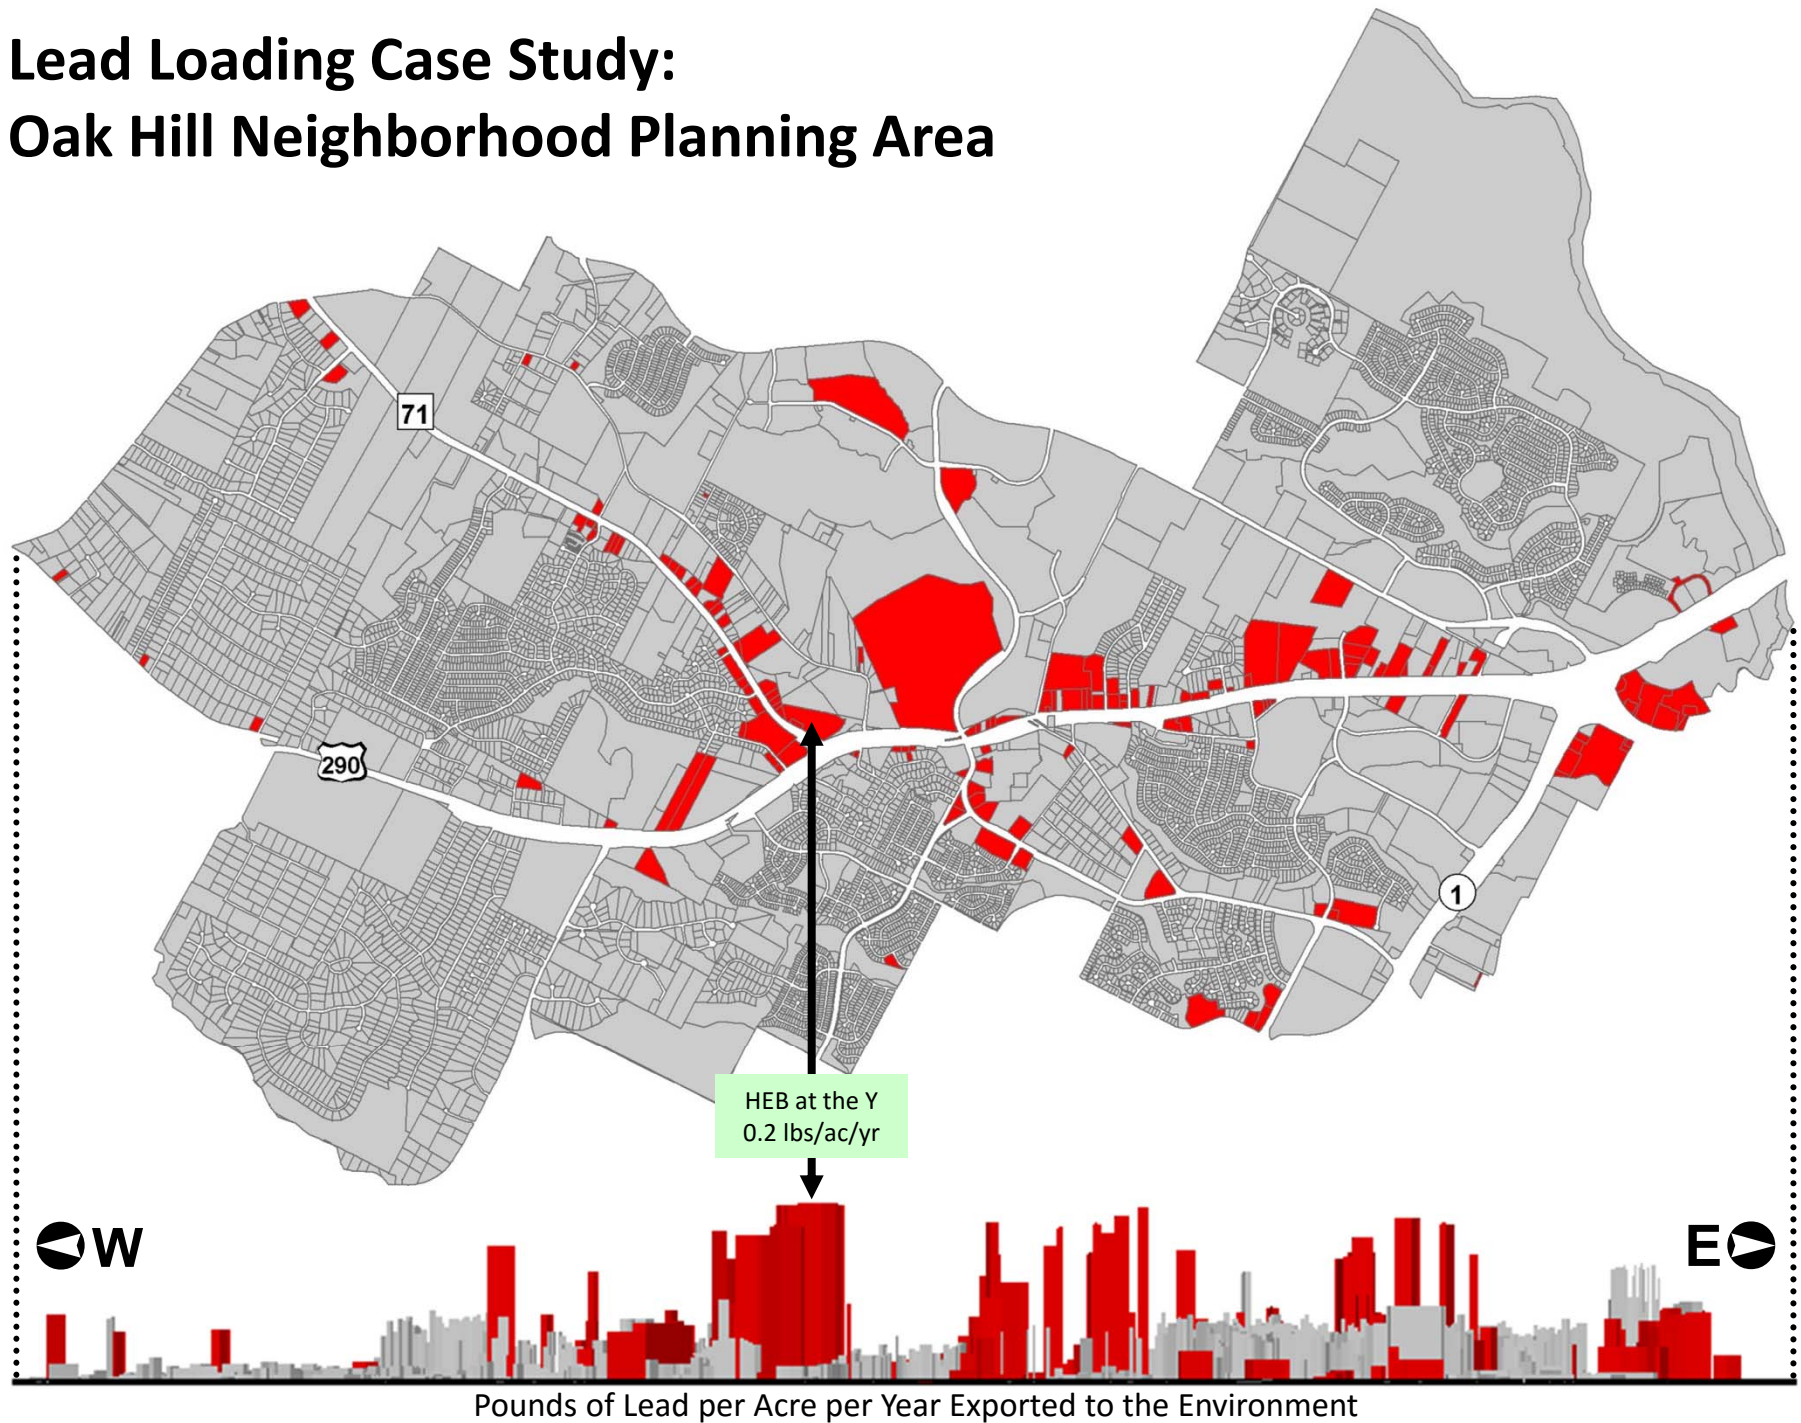 Lead Loading Case Study:
Oak Hill Neighborhood Planning Area
71
290
1
HEB at the Y
0.2 lbs/ac/yr
W
E
Pounds of Lead per Acre per Year Exported to the Environment